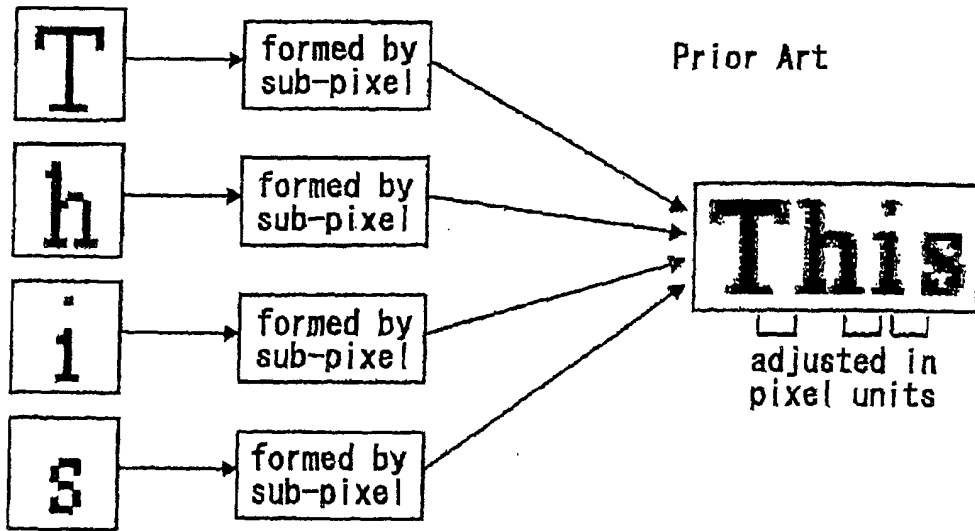 T
formed by
sub-pixel
Prior Art
h
formed by
sub-pixel
This
i
formed by
sub-pixel
adjusted in
pixel units
s
formed by
sub-pixel